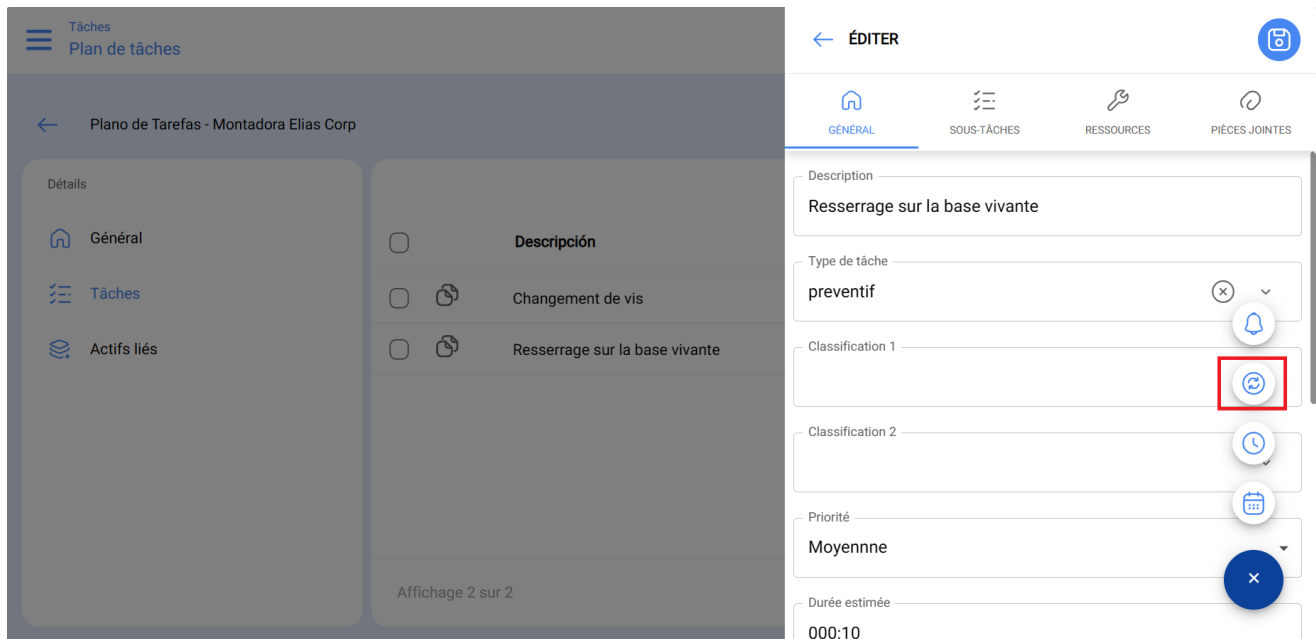 Tâches
Plan de tâches
Plano de Tarefas - Montadora Elias Corp
Détails
Général
Tâches
Actifs liés
Descripción
Changement de vis
Resserrage sur la base vivante
Affichage 2 sur 2
ÉDITER
GÉNÉRAL
SOUS-TÂCHES
RESSOURCES
PIÈCES JOINTES
Description
Resserrage sur la base vivante
Type de tâche
preventif
Classification 1
Classification 2
Priorité
Moyennne
Durée estimée
000:10